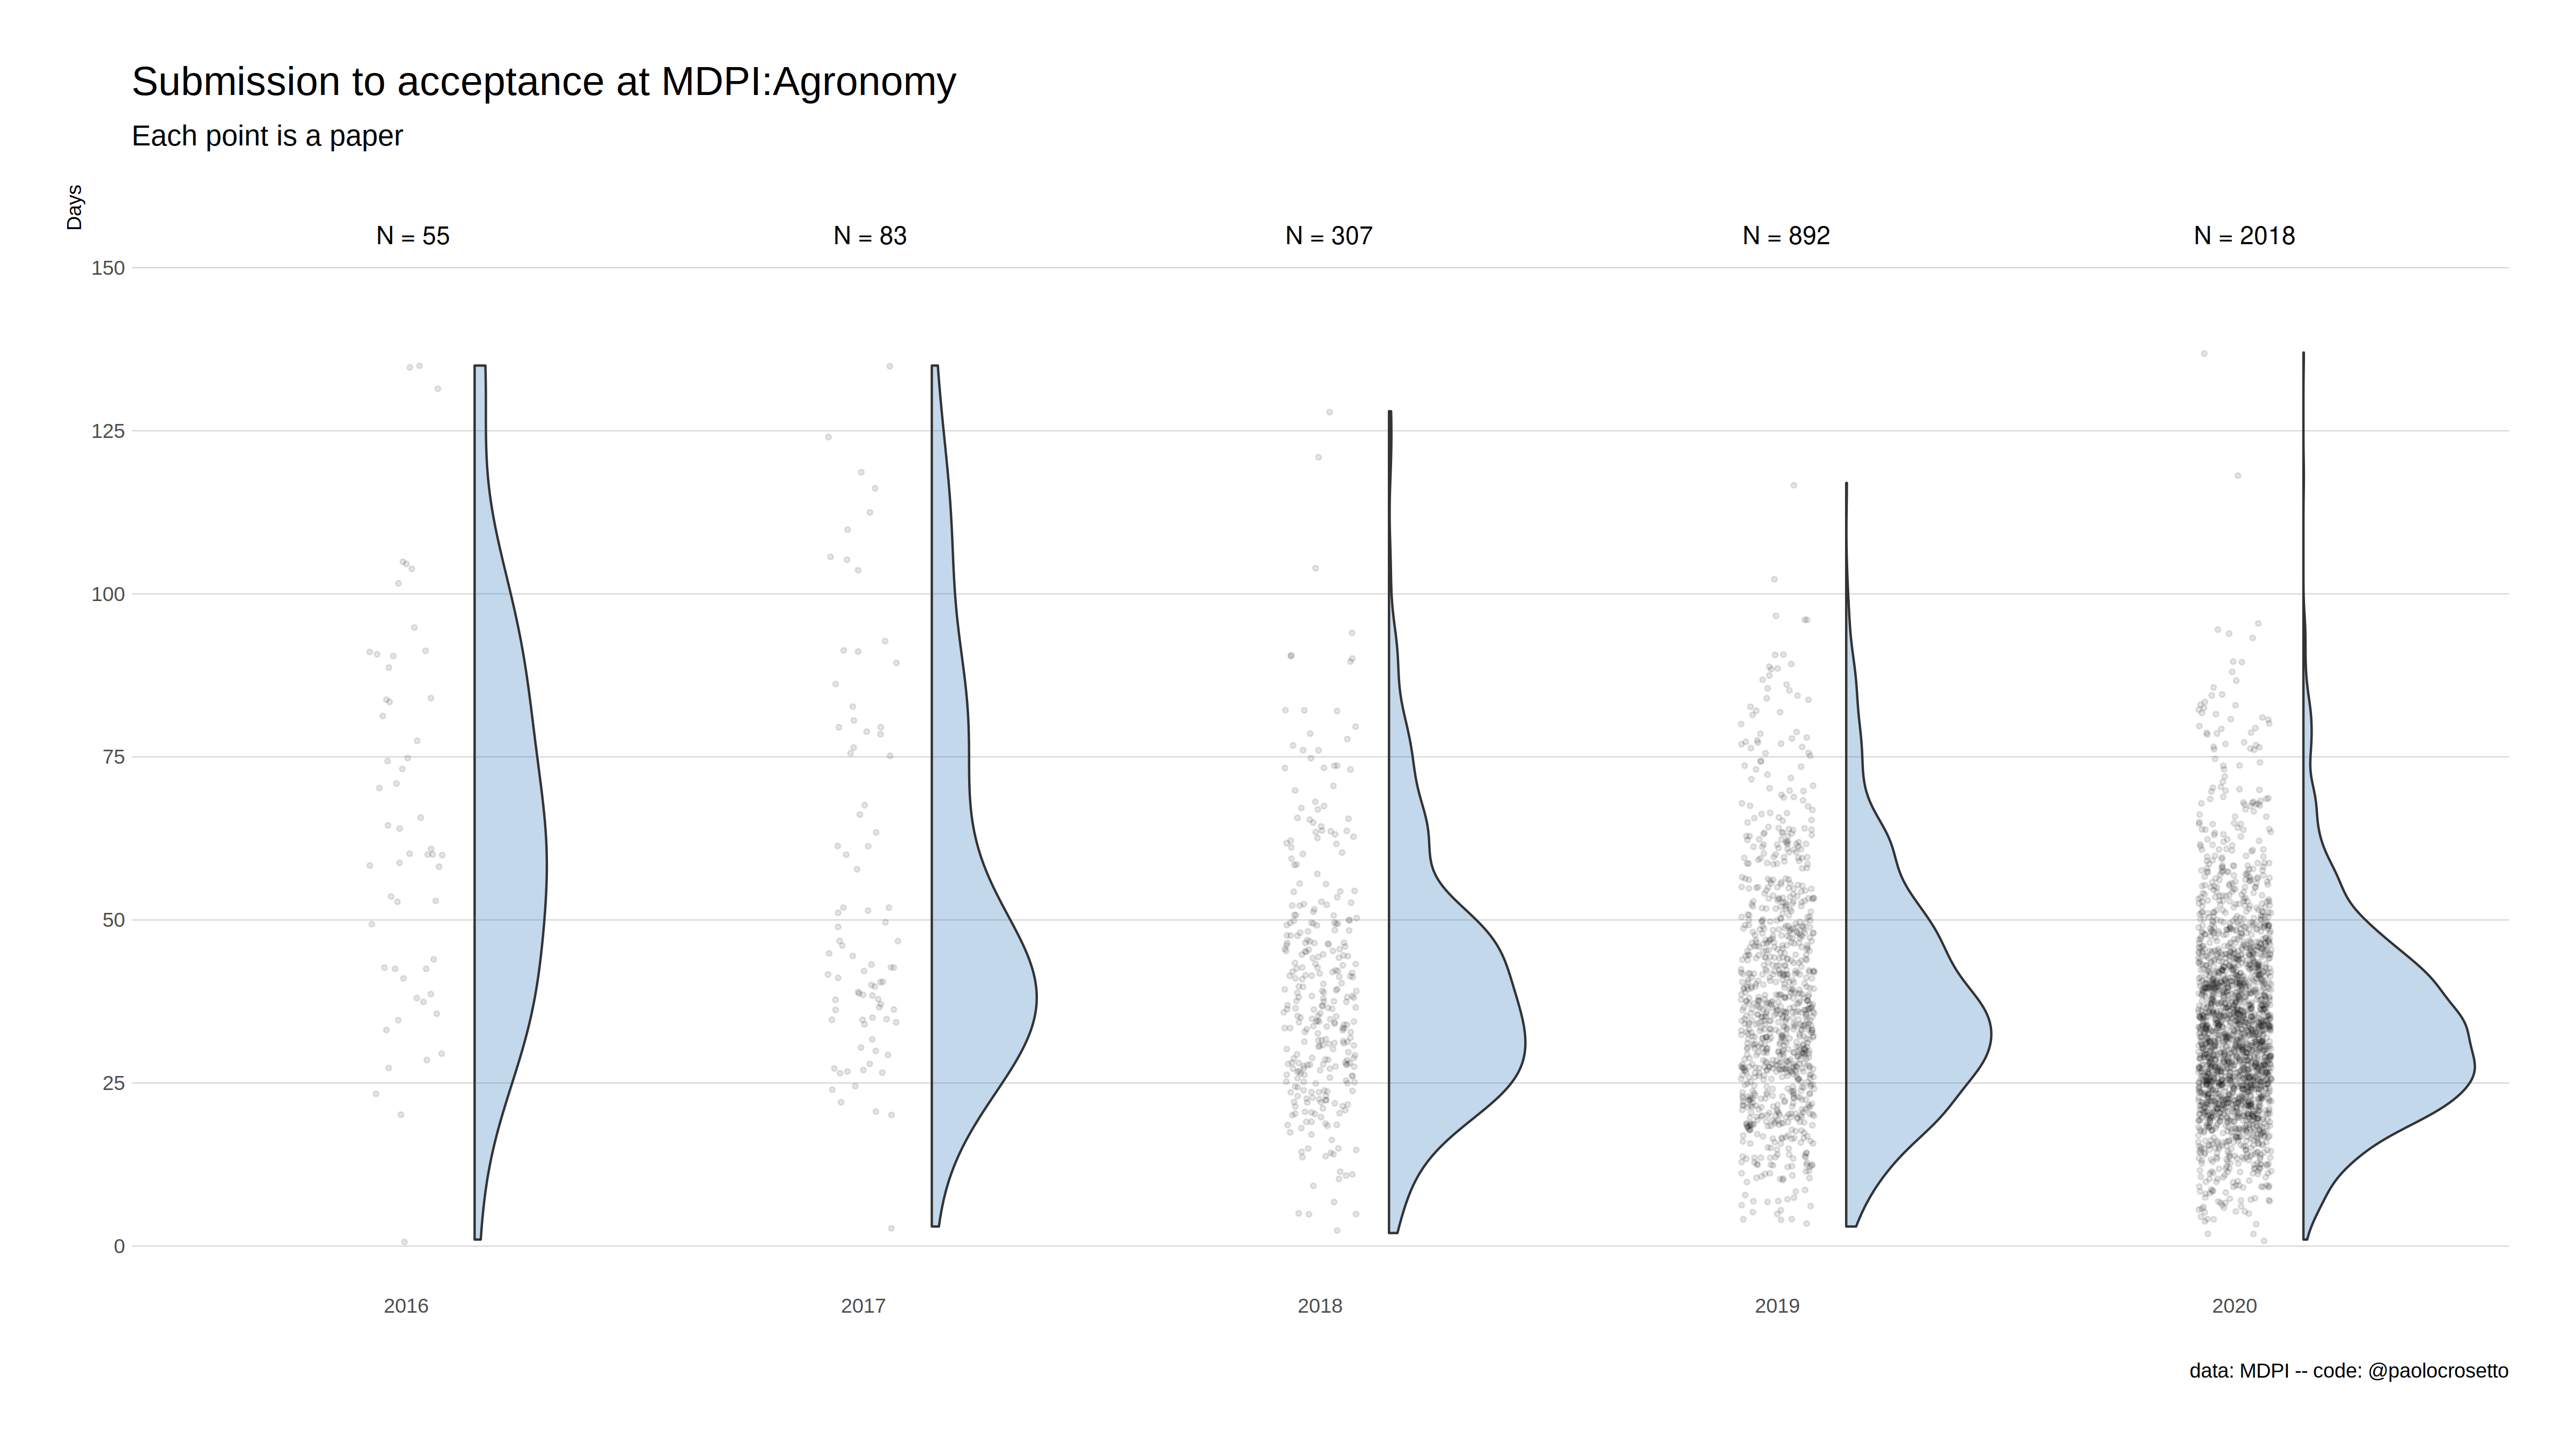 Submission to acceptance at MDPI:Agronomy
Each point is a paper
Days
N = 55 N = 83 N = 307 N = 892 N = 2018
150
125
100
75
50
25
0
2016 2017 2018 2019 2020
data: MDPI -- code: @paolocrosetto